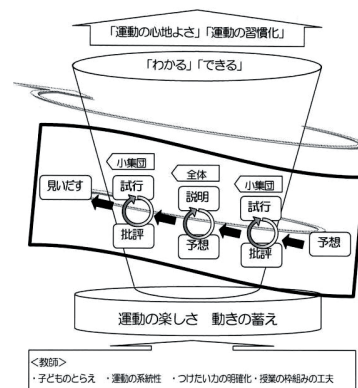 「運動の心地よさ」「運動の習慣化」
「わかる」「できる」
小集団
全体
小集団
見いだす
試行
説明
試行
批評
予想
批評
予想
運動の楽しさ 動きの蓄え
<教師>
・子どものとらえ ・運動の系統性 ・つけたい力の明確化・授業の枠組みの工夫